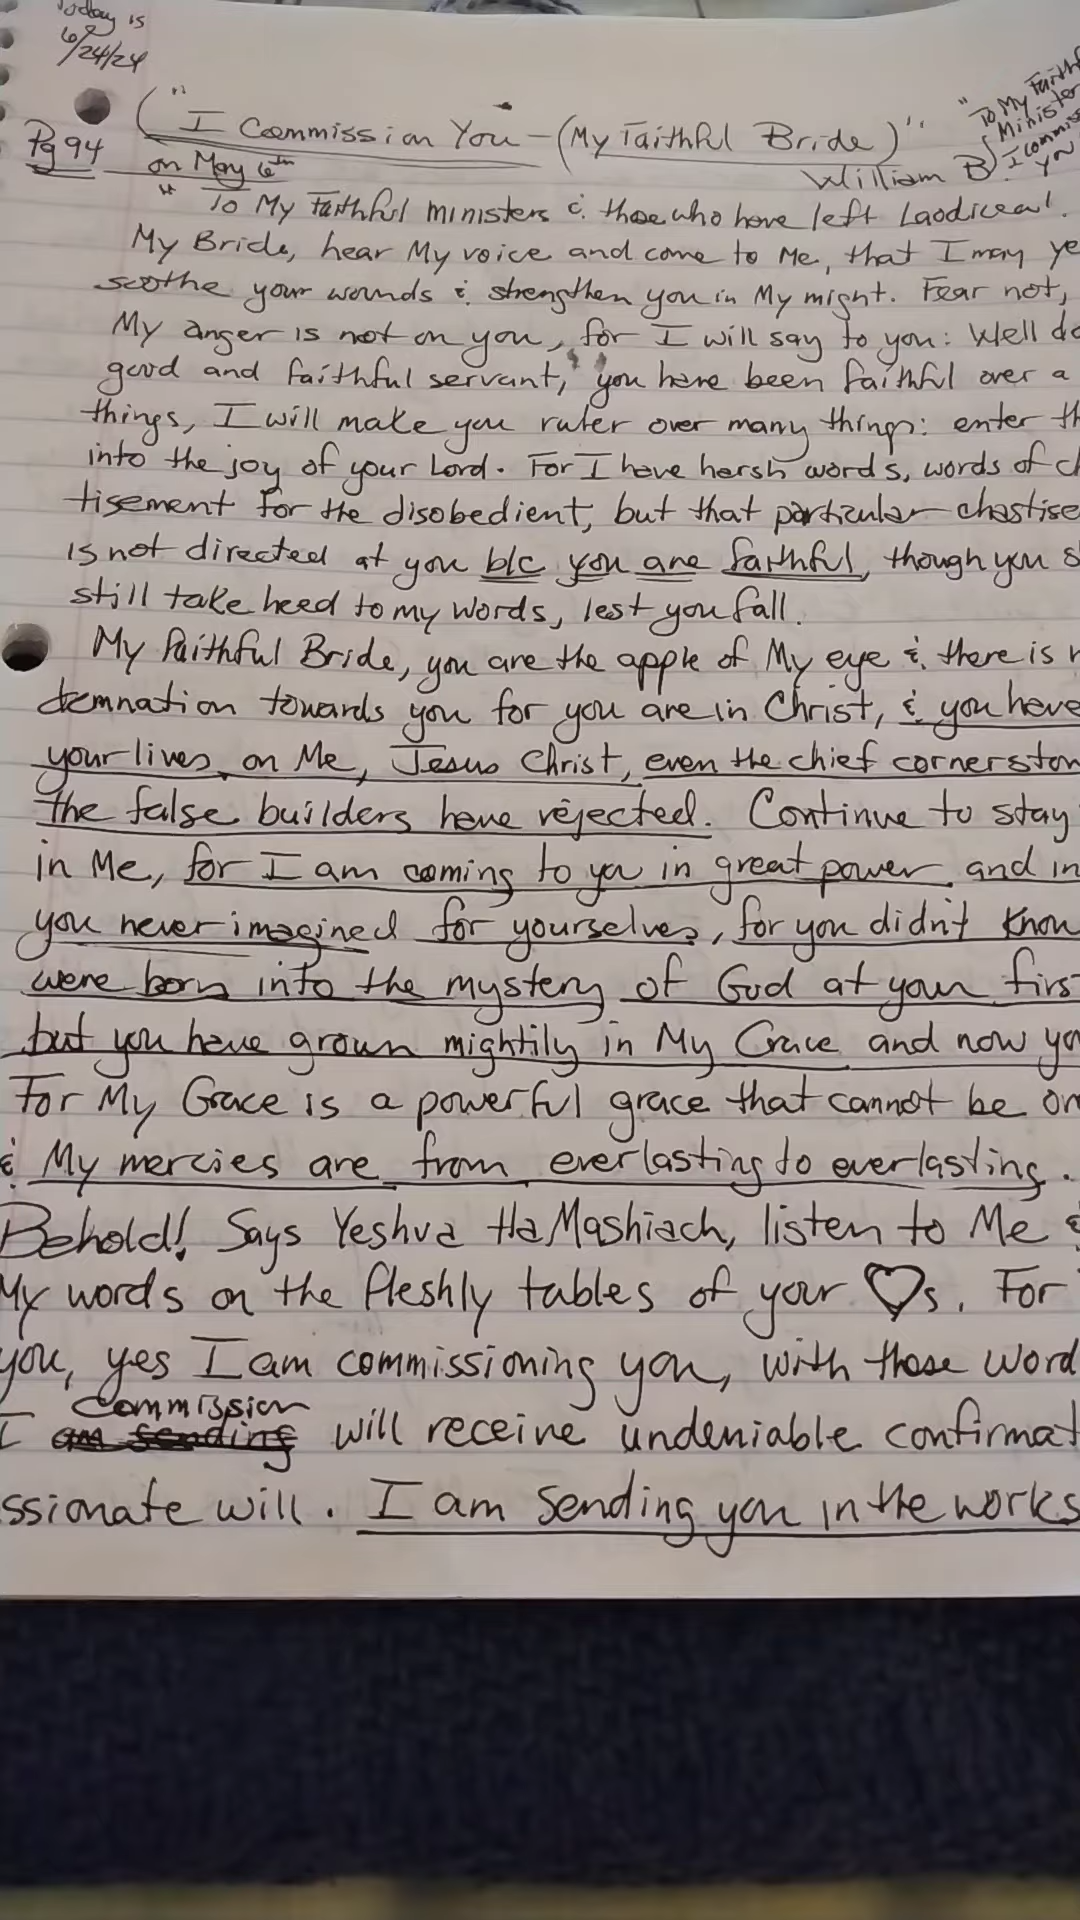 Today is
6/24/24
("I Commission You – (My Faithful Bride)"
"To My Faithful
Minister
I commiss
Pg 94
on May 6th
William B
"To My Faithful ministers & those who have left Laodicea!
My Bride, hear My voice and come to Me, that I may ye
soothe your wounds & strengthen you in My might. Fear not,
My anger is not on you, for I will say to you: Well do
good and faithful servant, you have been faithful over a
things, I will make you ruler over many things: enter th
into the joy of your Lord. For I have harsh words, words of ch
tisement for the disobedient, but that particular chastise
is not directed at you b/c you are faithful, though you s
still take heed to my words, lest you fall.
My Faithful Bride, you are the apple of My eye & there is n
demnation towards you for you are in Christ, & you have
your lives on Me, Jesus Christ, even the chief cornerston
the false builders have rejected. Continue to stay
in Me, for I am coming to you in great power and in
you never imagined for yourselves, for you didn't know
were born into the mystery of God at your firs
but you have grown mightily in My Grace and now yo
For My Grace is a powerful grace that cannot be
& My mercies are from everlasting to everlasting.
Behold! Says Yeshua HaMashiach, listen to Me &
My words on the fleshly tables of your ♡s. For
you, yes I am commissioning you, with those word
commission
I am sending will receive undeniable confirmat
ssionate will. I am sending you in the works